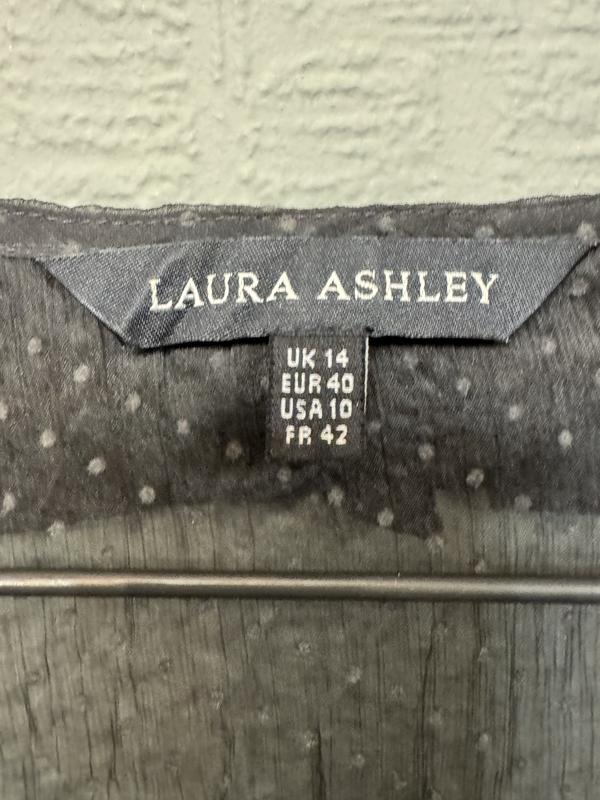 LAURA ASHLEY
UK 14
EUR 40
USA 10
FR 42